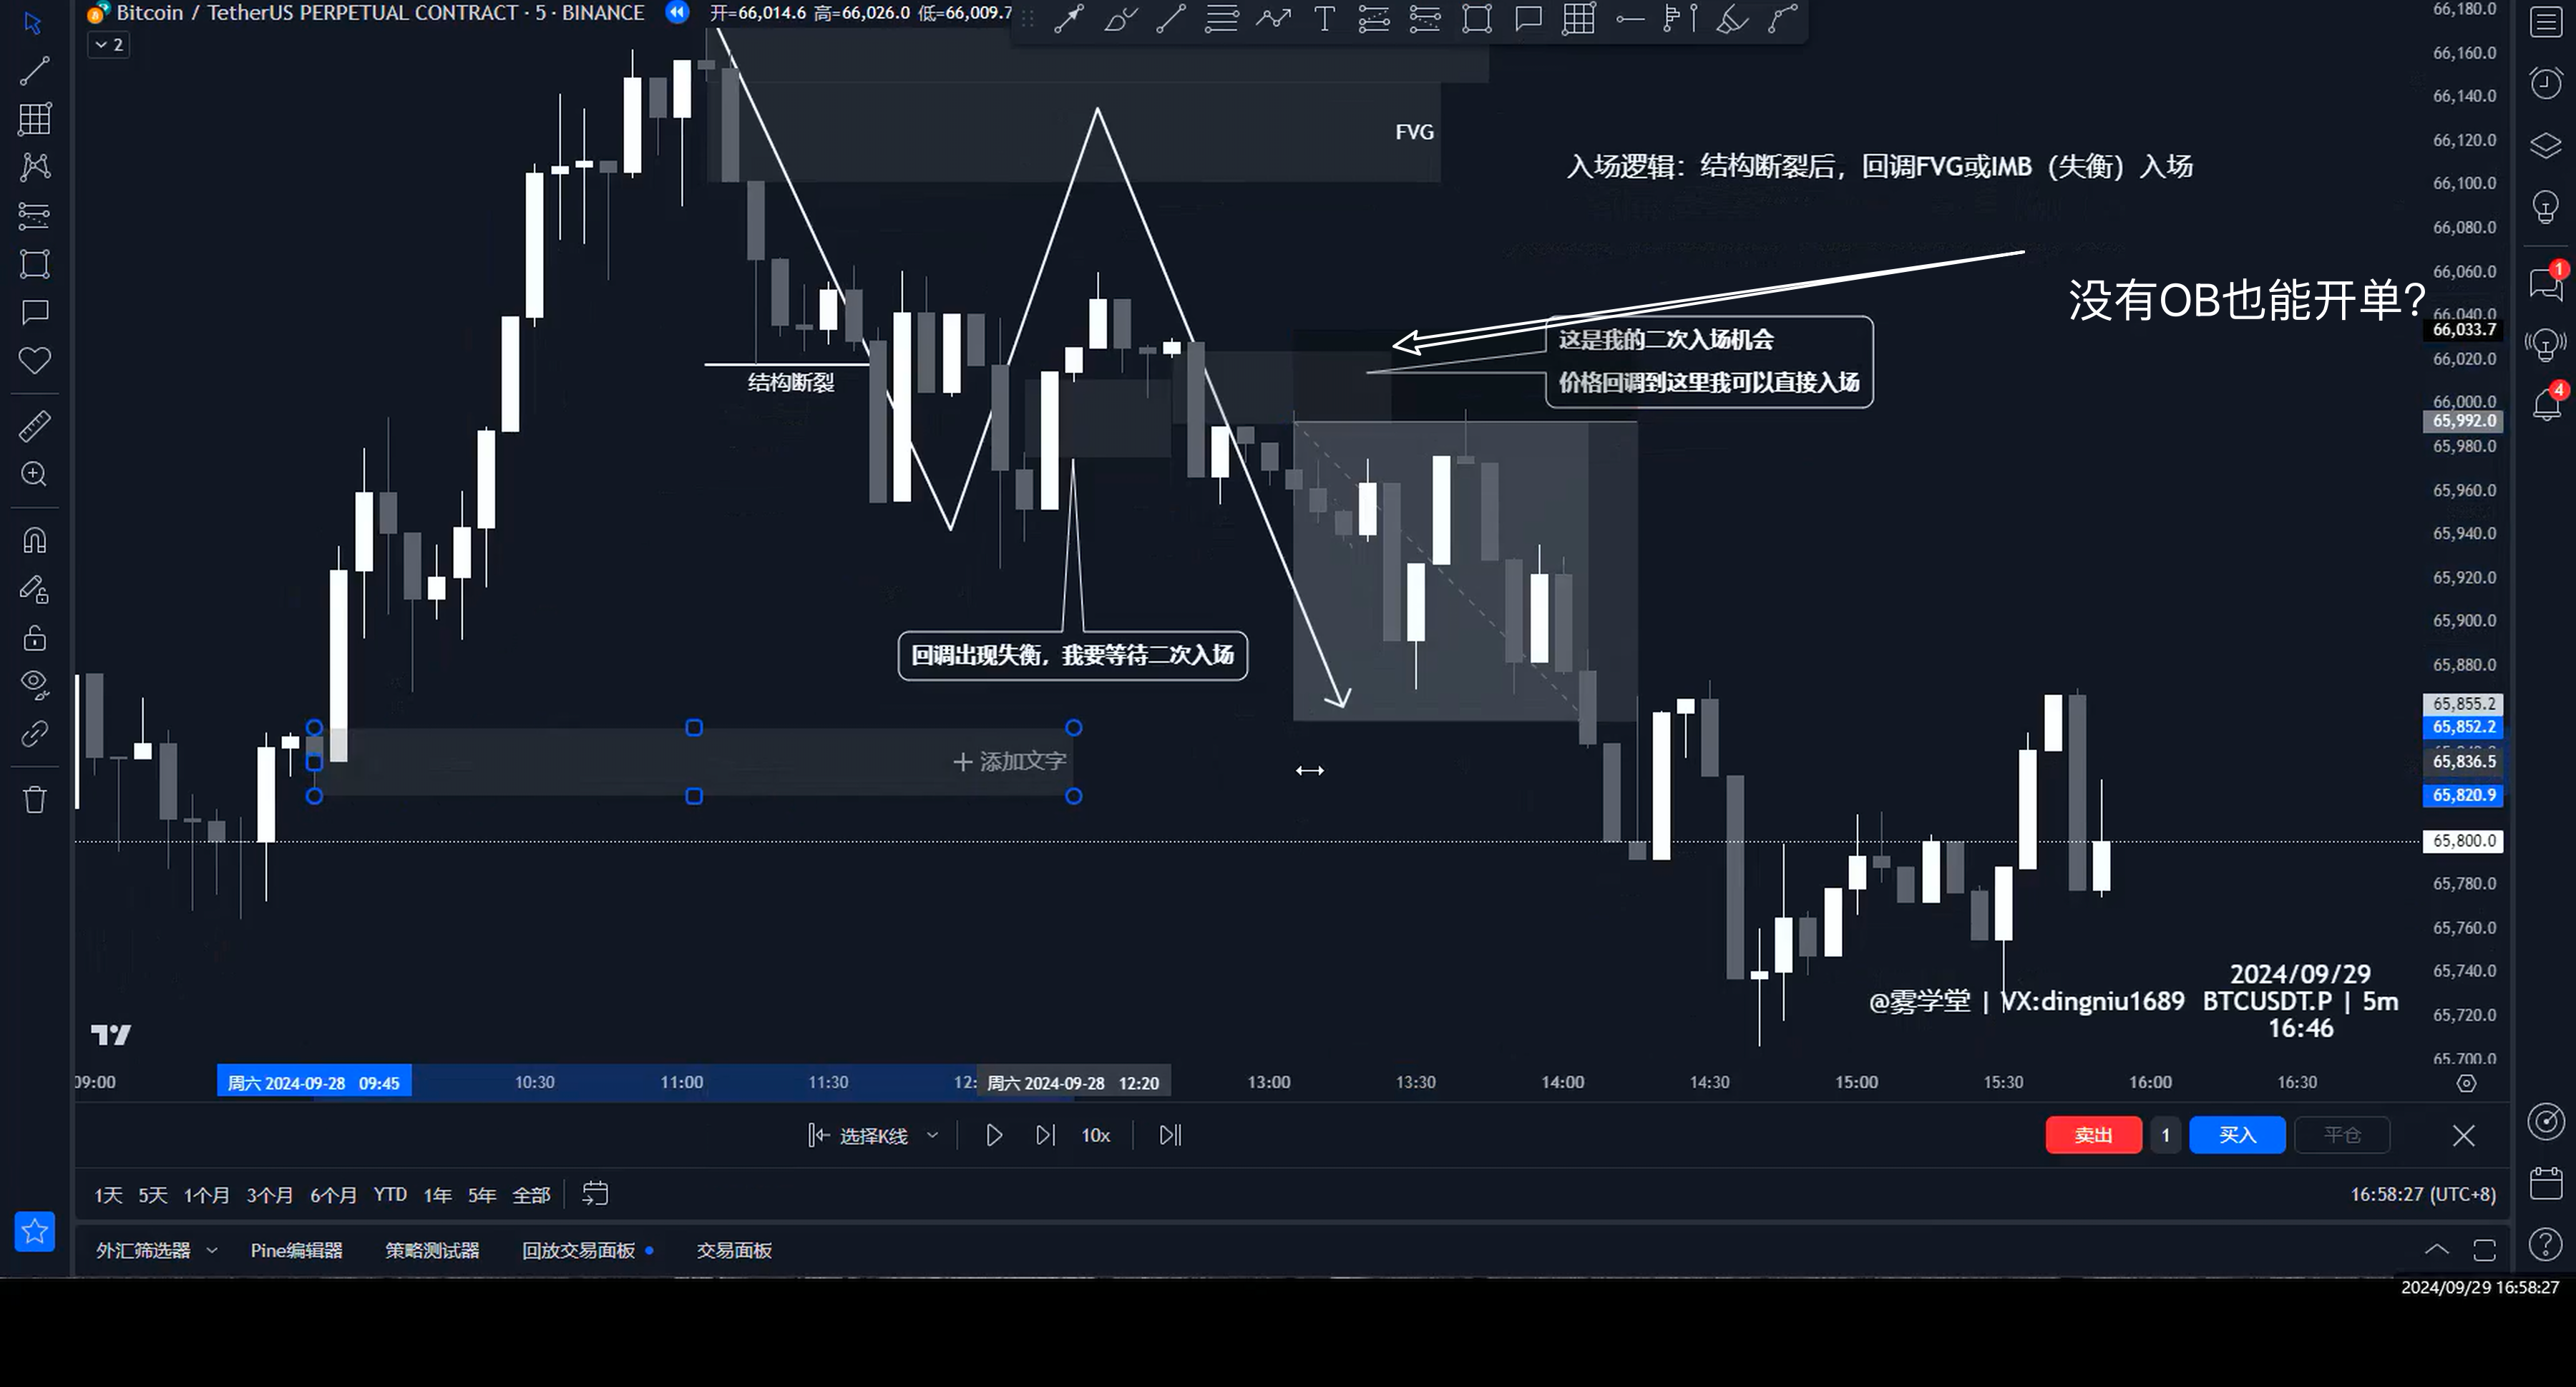 Bitcoin / TetherUS PERPETUAL CONTRACT · 5 · BINANCE
开=66,014.6 高=66,026.0 低=66,009.7
2
66,180.0
66,160.0
66,140.0
66,120.0
66,100.0
66,080.0
66,060.0
66,040.0
66,033.7
66,020.0
66,000.0
65,992.0
65,980.0
65,960.0
65,940.0
65,920.0
65,900.0
65,880.0
65,855.2
65,852.2
65,836.5
65,820.9
65,800.0
65,780.0
65,760.0
65,740.0
65,720.0
65,700.0
FVG
入场逻辑：结构断裂后，回调FVG或IMB（失衡）入场
没有OB也能开单？
这是我的二次入场机会
价格回调到这里我可以直接入场
结构断裂
回调出现失衡，我要等待二次入场
添加文字
1
4
2024/09/29
@雾学堂 | VX:dingniu1689 BTCUSDT.P | 5m
16:46
09:00
周六 2024-09-28 09:45
10:30
11:00
11:30
12:
周六 2024-09-28 12:20
13:00
13:30
14:00
14:30
15:00
15:30
16:00
16:30
选择K线
10x
卖出
1
买入
平仓
1天 5天 1个月 3个月 6个月 YTD 1年 5年 全部
16:58:27 (UTC+8)
外汇筛选器 Pine编辑器 策略测试器 回放交易面板 交易面板
2024/09/29 16:58:27